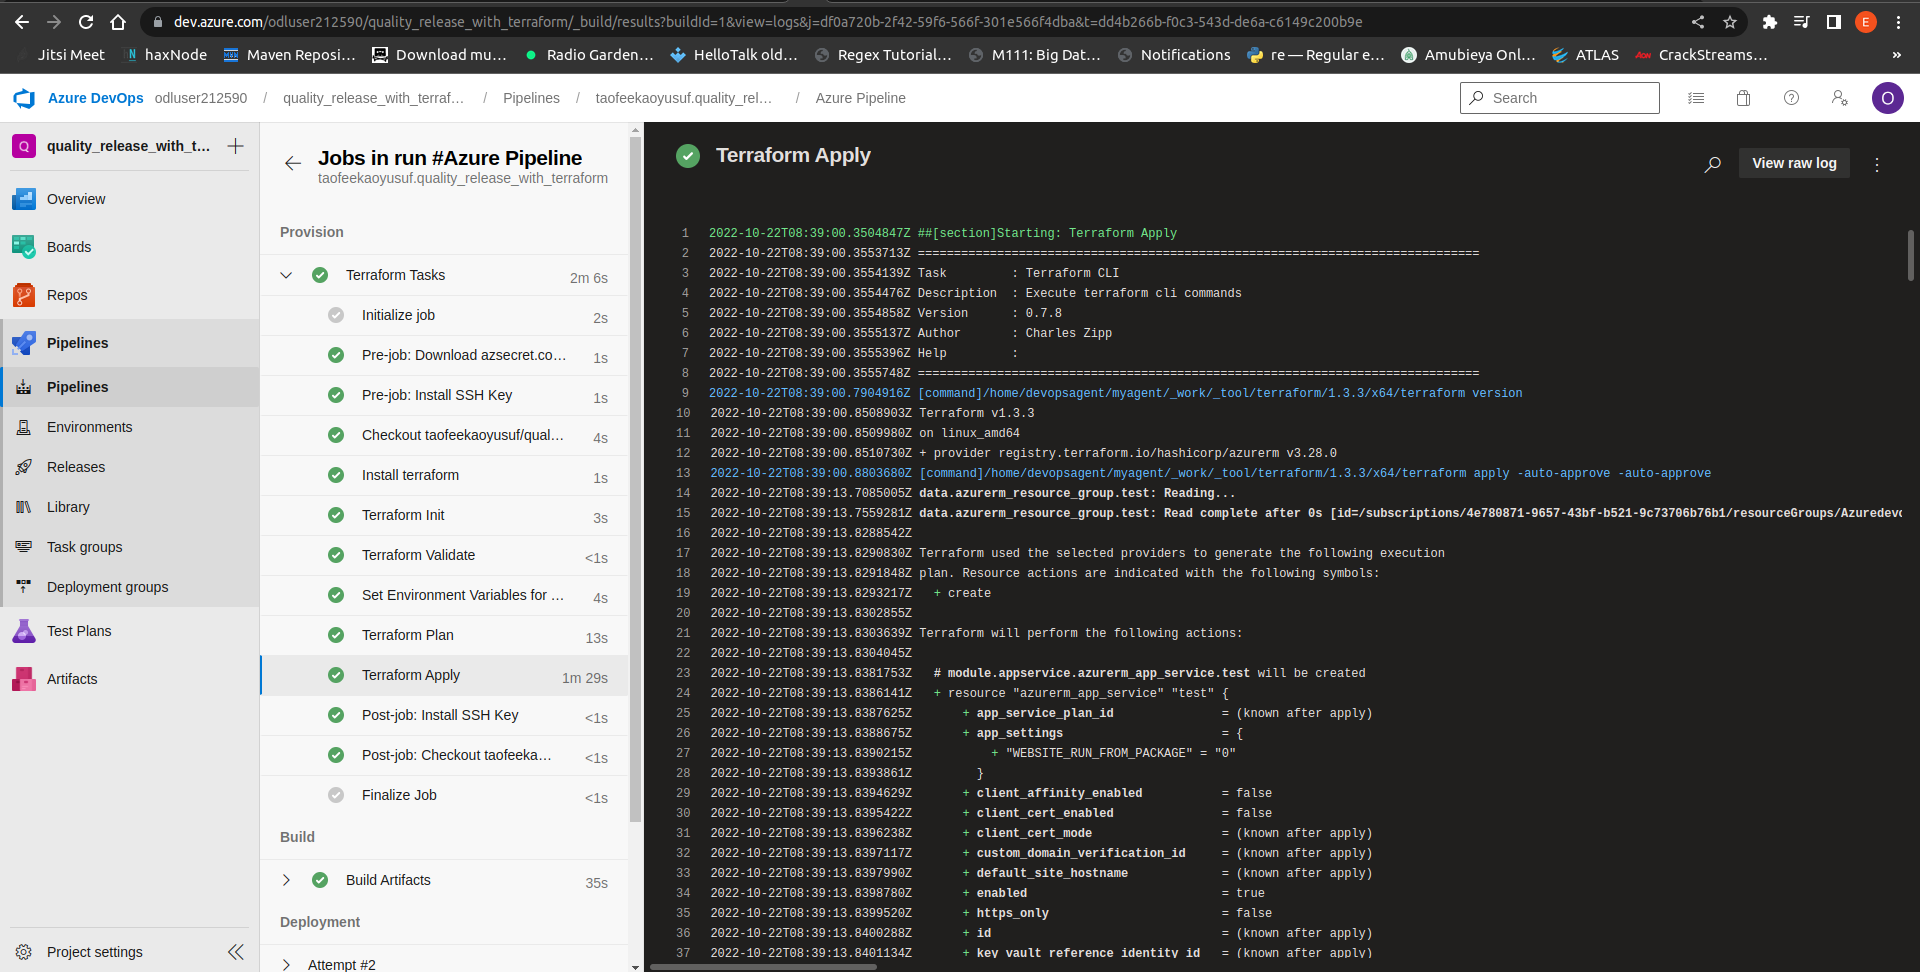 dev.azure.com/odluser212590/quality_release_with_terraform/_build/results?buildId=1&view=logs&j=df0a720b-2f42-59f6-566f-301e566f4dba&t=dd4b266b-f0c3-543d-de6a-c6149c200b9e
E
Jitsi Meet
haxNode
Maven Reposi...
Download mu...
Radio Garden...
HelloTalk old...
Regex Tutorial...
M111: Big Dat...
Notifications
re — Regular e...
Amubieya Onl...
ATLAS
CrackStreams...
»
Azure DevOps odluser212590 / quality_release_with_terraf... / Pipelines / taofeekaoyusuf.quality_rel... / Azure Pipeline
Search
O
Q quality_release_with_t...
Overview
Boards
Repos
Pipelines
Pipelines
Environments
Releases
Library
Task groups
Deployment groups
Test Plans
Artifacts
Project settings
Jobs in run #Azure Pipeline
taofeekaoyusuf.quality_release_with_terraform
Provision
Terraform Tasks 2m 6s
Initialize job 2s
Pre-job: Download azsecret.co... 1s
Pre-job: Install SSH Key 1s
Checkout taofeekaoyusuf/qual... 4s
Install terraform 1s
Terraform Init 3s
Terraform Validate <1s
Set Environment Variables for ... 4s
Terraform Plan 13s
Terraform Apply 1m 29s
Post-job: Install SSH Key <1s
Post-job: Checkout taofeeka... <1s
Finalize Job <1s
Build
Build Artifacts 35s
Deployment
Attempt #2
Terraform Apply
View raw log
1 2022-10-22T08:39:00.3504847Z ##[section]Starting: Terraform Apply
2 2022-10-22T08:39:00.3553713Z ==============================================================================
3 2022-10-22T08:39:00.3554139Z Task : Terraform CLI
4 2022-10-22T08:39:00.3554476Z Description : Execute terraform cli commands
5 2022-10-22T08:39:00.3554858Z Version : 0.7.8
6 2022-10-22T08:39:00.3555137Z Author : Charles Zipp
7 2022-10-22T08:39:00.3555396Z Help :
8 2022-10-22T08:39:00.3555748Z ==============================================================================
9 2022-10-22T08:39:00.7904916Z [command]/home/devopsagent/myagent/_work/_tool/terraform/1.3.3/x64/terraform version
10 2022-10-22T08:39:00.8508903Z Terraform v1.3.3
11 2022-10-22T08:39:00.8509980Z on linux_amd64
12 2022-10-22T08:39:00.8510730Z + provider registry.terraform.io/hashicorp/azurerm v3.28.0
13 2022-10-22T08:39:00.8803680Z [command]/home/devopsagent/myagent/_work/_tool/terraform/1.3.3/x64/terraform apply -auto-approve -auto-approve
14 2022-10-22T08:39:13.7085005Z data.azurerm_resource_group.test: Reading...
15 2022-10-22T08:39:13.7559281Z data.azurerm_resource_group.test: Read complete after 0s [id=/subscriptions/4e780871-9657-43bf-b521-9c73706b76b1/resourceGroups/Azuredevo
16 2022-10-22T08:39:13.8288542Z
17 2022-10-22T08:39:13.8290830Z Terraform used the selected providers to generate the following execution
18 2022-10-22T08:39:13.8291848Z plan. Resource actions are indicated with the following symbols:
19 2022-10-22T08:39:13.8293217Z + create
20 2022-10-22T08:39:13.8302855Z
21 2022-10-22T08:39:13.8303639Z Terraform will perform the following actions:
22 2022-10-22T08:39:13.8304045Z
23 2022-10-22T08:39:13.8381753Z # module.appservice.azurerm_app_service.test will be created
24 2022-10-22T08:39:13.8386141Z + resource "azurerm_app_service" "test" {
25 2022-10-22T08:39:13.8387625Z + app_service_plan_id = (known after apply)
26 2022-10-22T08:39:13.8388675Z + app_settings = {
27 2022-10-22T08:39:13.8390215Z + "WEBSITE_RUN_FROM_PACKAGE" = "0"
28 2022-10-22T08:39:13.8393861Z }
29 2022-10-22T08:39:13.8394629Z + client_affinity_enabled = false
30 2022-10-22T08:39:13.8395422Z + client_cert_enabled = false
31 2022-10-22T08:39:13.8396238Z + client_cert_mode = (known after apply)
32 2022-10-22T08:39:13.8397117Z + custom_domain_verification_id = (known after apply)
33 2022-10-22T08:39:13.8397990Z + default_site_hostname = (known after apply)
34 2022-10-22T08:39:13.8398780Z + enabled = true
35 2022-10-22T08:39:13.8399520Z + https_only = false
36 2022-10-22T08:39:13.8400288Z + id = (known after apply)
37 2022-10-22T08:39:13.8401134Z + key_vault_reference_identity_id = (known after apply)